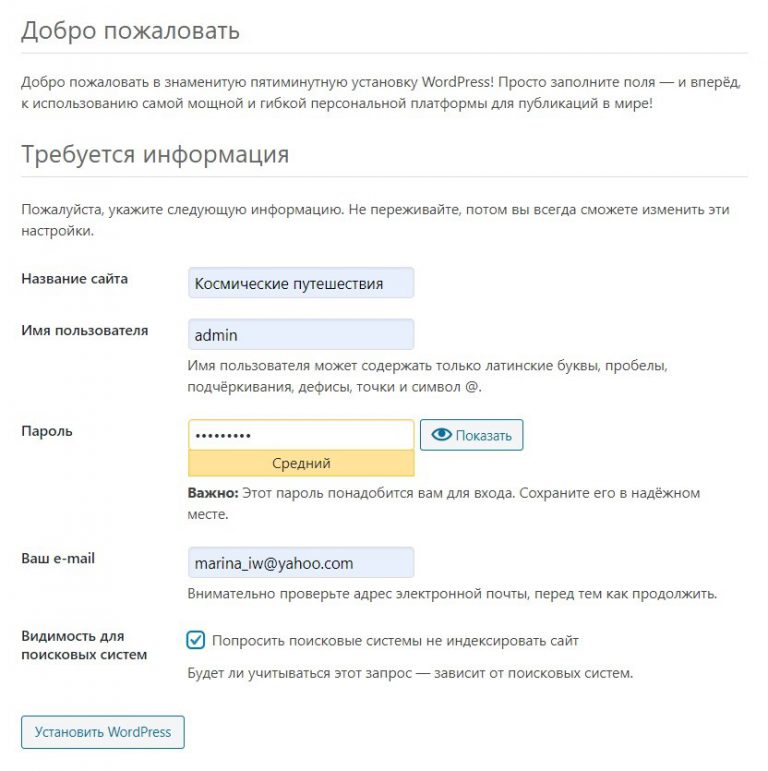 Добро пожаловать
Добро пожаловать в знаменитую пятиминутную установку WordPress! Просто заполните поля — и вперёд,
к использованию самой мощной и гибкой персональной платформы для публикаций в мире!
Требуется информация
Пожалуйста, укажите следующую информацию. Не переживайте, потом вы всегда сможете изменить эти
настройки.
Название сайта
Космические путешествия
Имя пользователя
admin
Имя пользователя может содержать только латинские буквы, пробелы,
подчёркивания, дефисы, точки и символ @.
Пароль
•••••••••
Показать
Средний
Важно: Этот пароль понадобится вам для входа. Сохраните его в надёжном
месте.
Ваш e-mail
marina_iw@yahoo.com
Внимательно проверьте адрес электронной почты, перед тем как продолжить.
Видимость для
поисковых систем
Попросить поисковые системы не индексировать сайт
Будет ли учитываться этот запрос — зависит от поисковых систем.
Установить WordPress